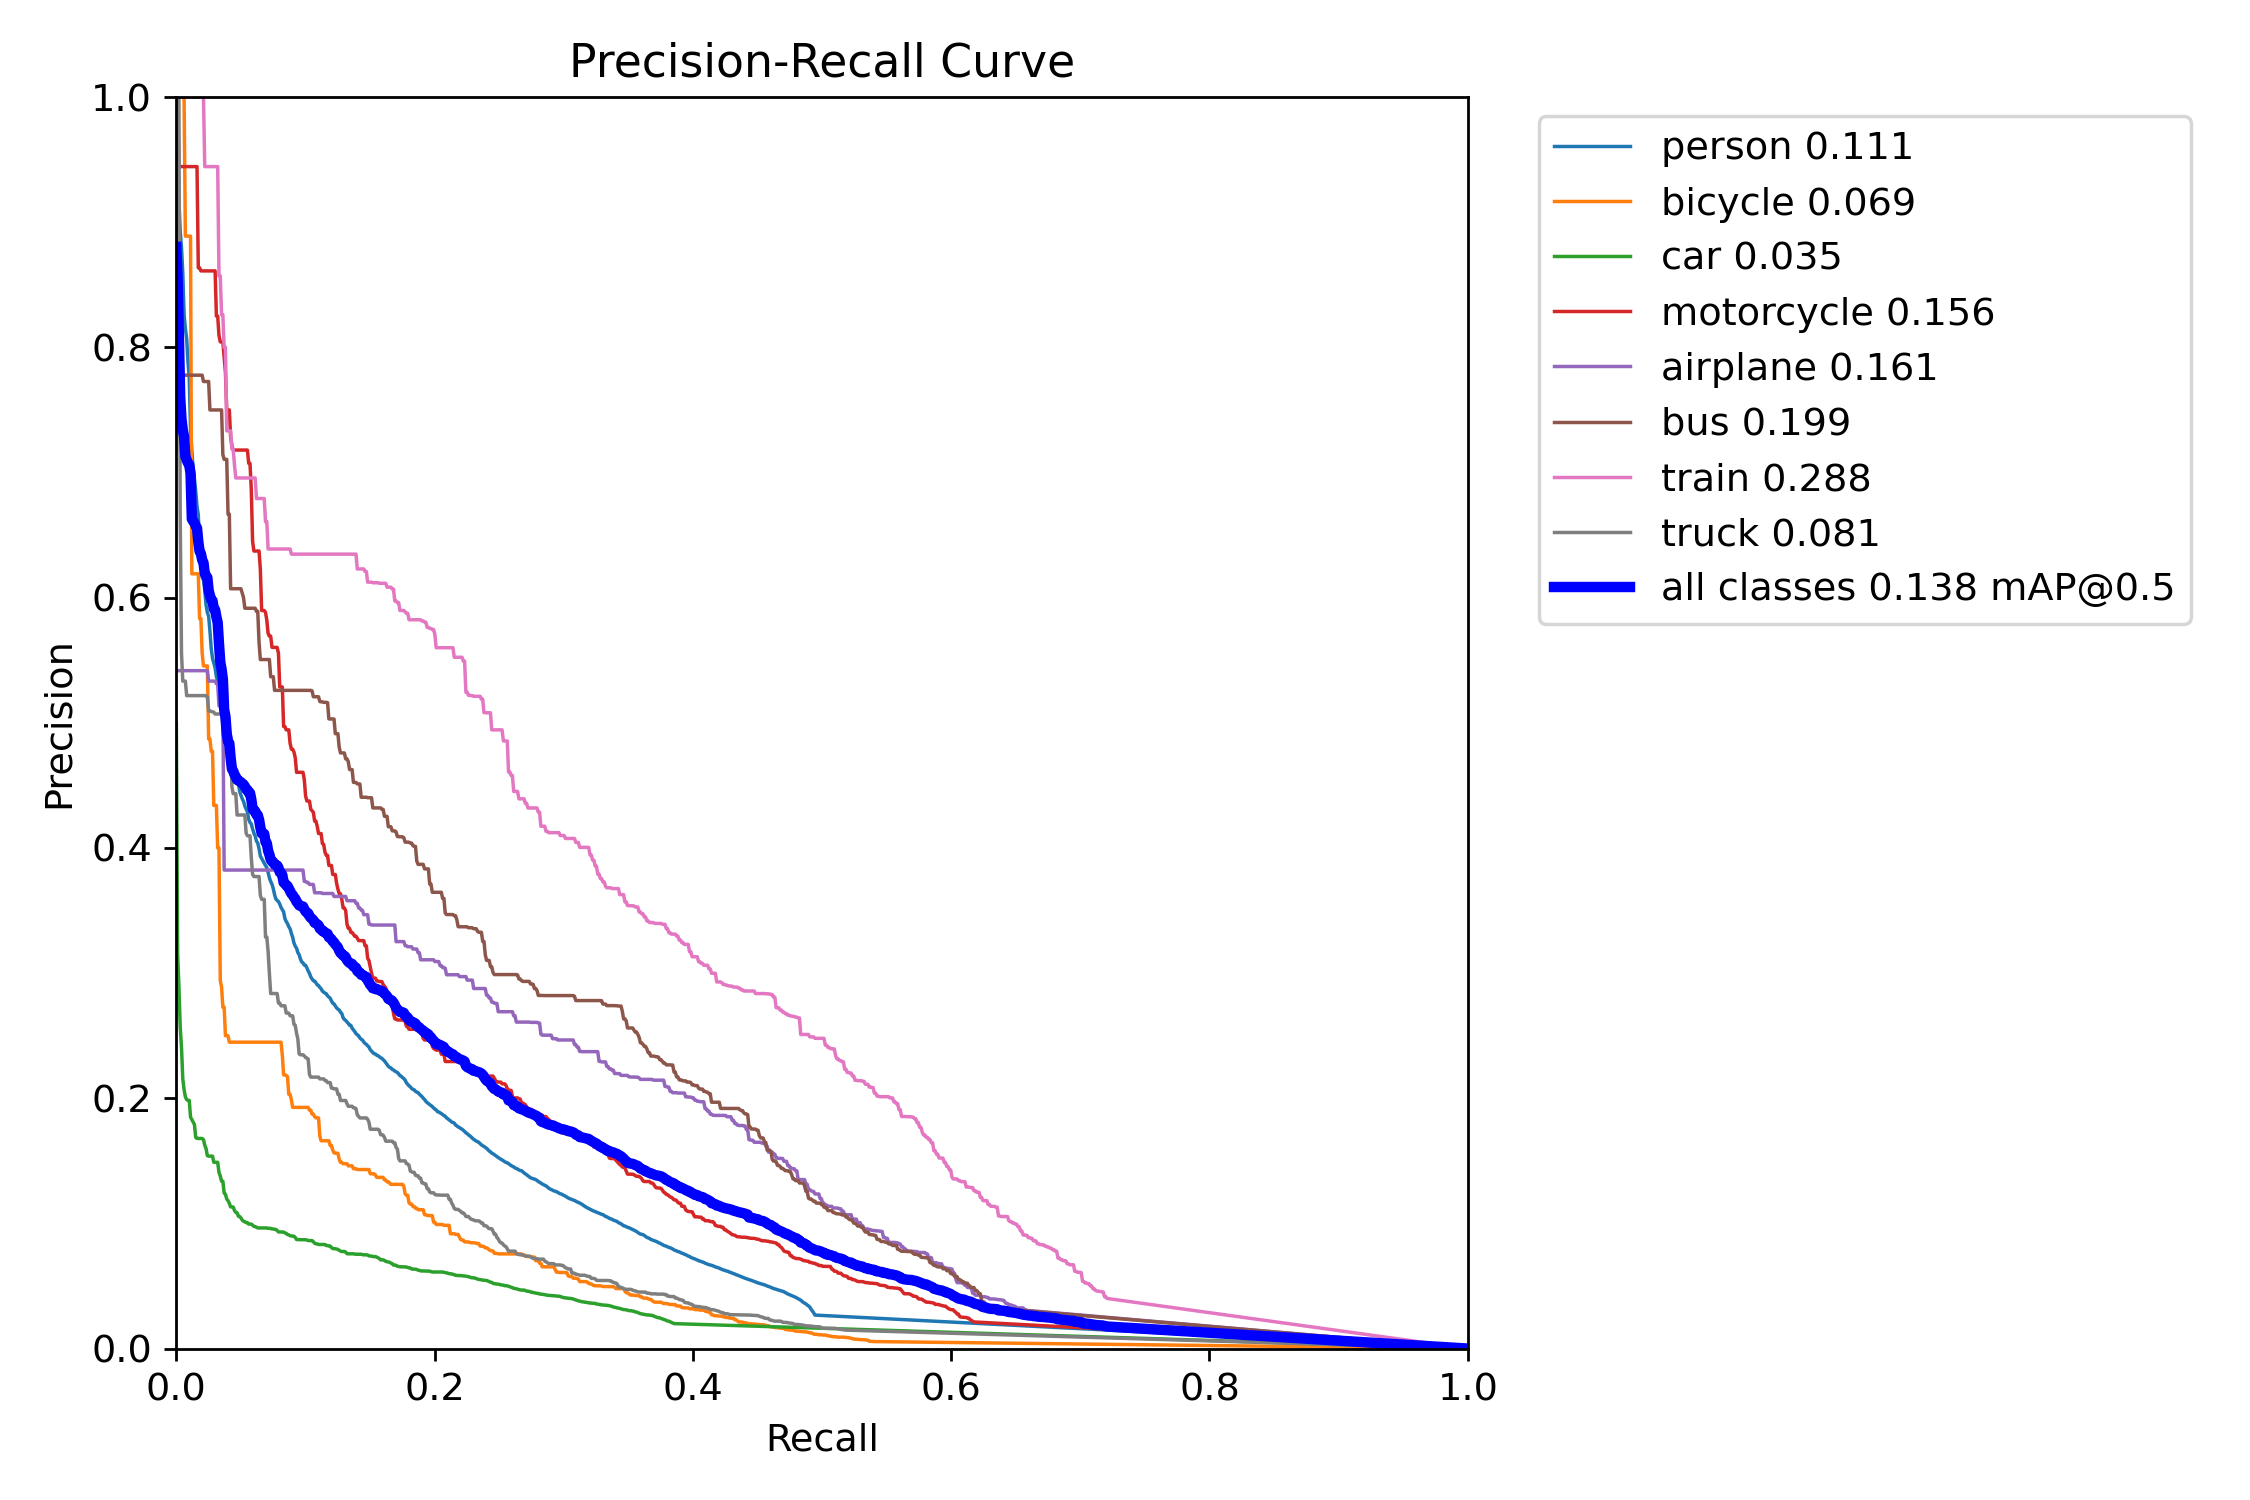 Precision-Recall Curve
1.0
0.8
0.6
0.4
0.2
0.0
Precision
0.0 0.2 0.4 0.6 0.8 1.0
Recall
person 0.111
bicycle 0.069
car 0.035
motorcycle 0.156
airplane 0.161
bus 0.199
train 0.288
truck 0.081
all classes 0.138 mAP@0.5